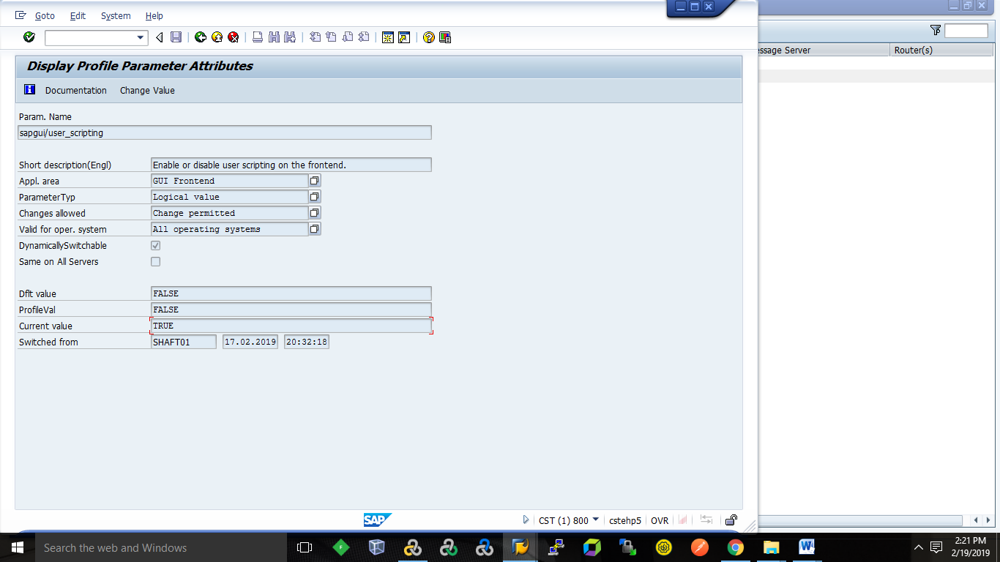 Goto Edit System Help
Display Profile Parameter Attributes
Documentation Change Value
Param. Name
sapgui/user_scripting
Short description(Engl) Enable or disable user scripting on the frontend.
Appl. area GUI Frontend
ParameterTyp Logical value
Changes allowed Change permitted
Valid for oper. system All operating systems
DynamicallySwitchable
Same on All Servers
Dflt value FALSE
ProfileVal FALSE
Current value TRUE
Switched from SHAFT01 17.02.2019 20:32:18
ssage Server Router(s)
SAP CST (1) 800 cstehp5 OVR
Search the web and Windows
2:21 PM
2/19/2019